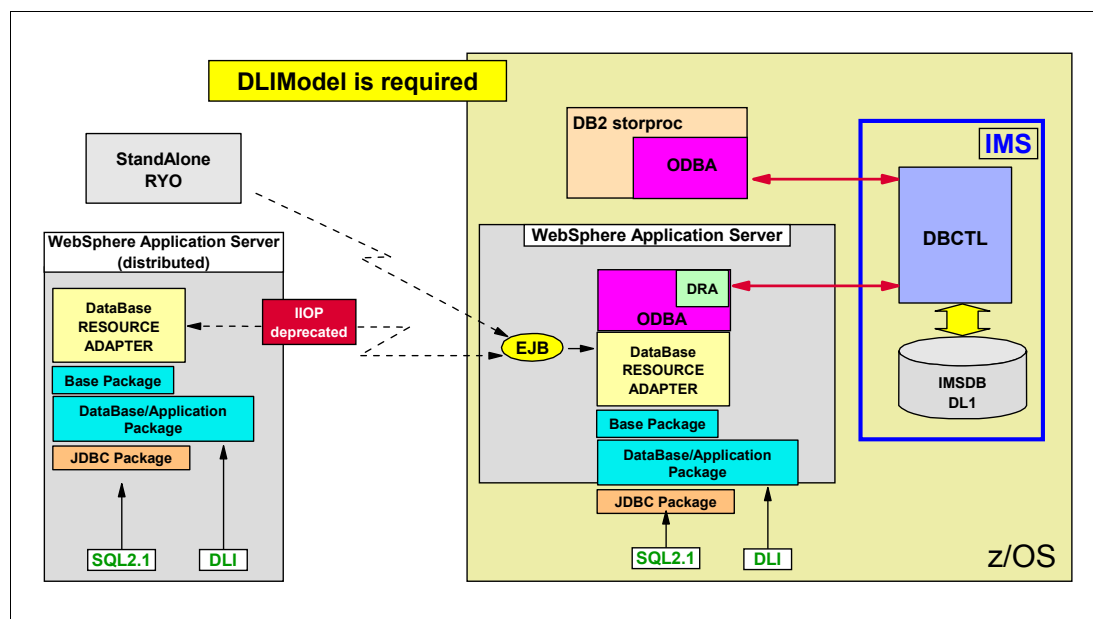 DLIModel is required
DB2 storproc
ODBA
IMS
DBCTL
IMSDB
DL1
StandAlone
RYO
WebSphere Application Server
(distributed)
DataBase
RESOURCE
ADAPTER
Base Package
DataBase/Application
Package
JDBC Package
SQL2.1
DLI
IIOP
deprecated
EJB
WebSphere Application Server
DRA
ODBA
DataBase
RESOURCE
ADAPTER
Base Package
DataBase/Application
Package
JDBC Package
SQL2.1
DLI
z/OS